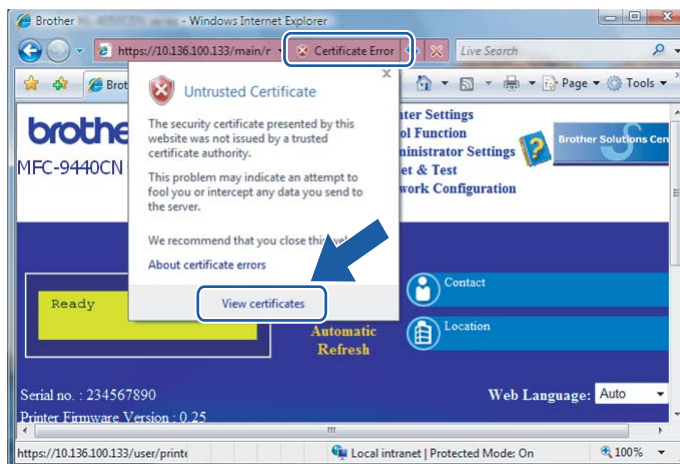 Brother - Windows Internet Explorer
https://10.136.100.133/main/r
Certificate Error
Live Search
Brot
Page
Tools
Untrusted Certificate
The security certificate presented by this
website was not issued by a trusted
certificate authority.
This problem may indicate an attempt to
fool you or intercept any data you send to
the server.
We recommend that you close this
About certificate errors
View certificates
brothe
MFC-9440CN
ter Settings
ol Function
ministrator Settings
et & Test
work Configuration
Brother Solutions Cen
Ready
Automatic
Refresh
Contact
Location
Serial no. : 234567890
Web Language: Auto
Printer Firmware Version : 0.25
https://10.136.100.133/user/printe
Local intranet | Protected Mode: On
100%